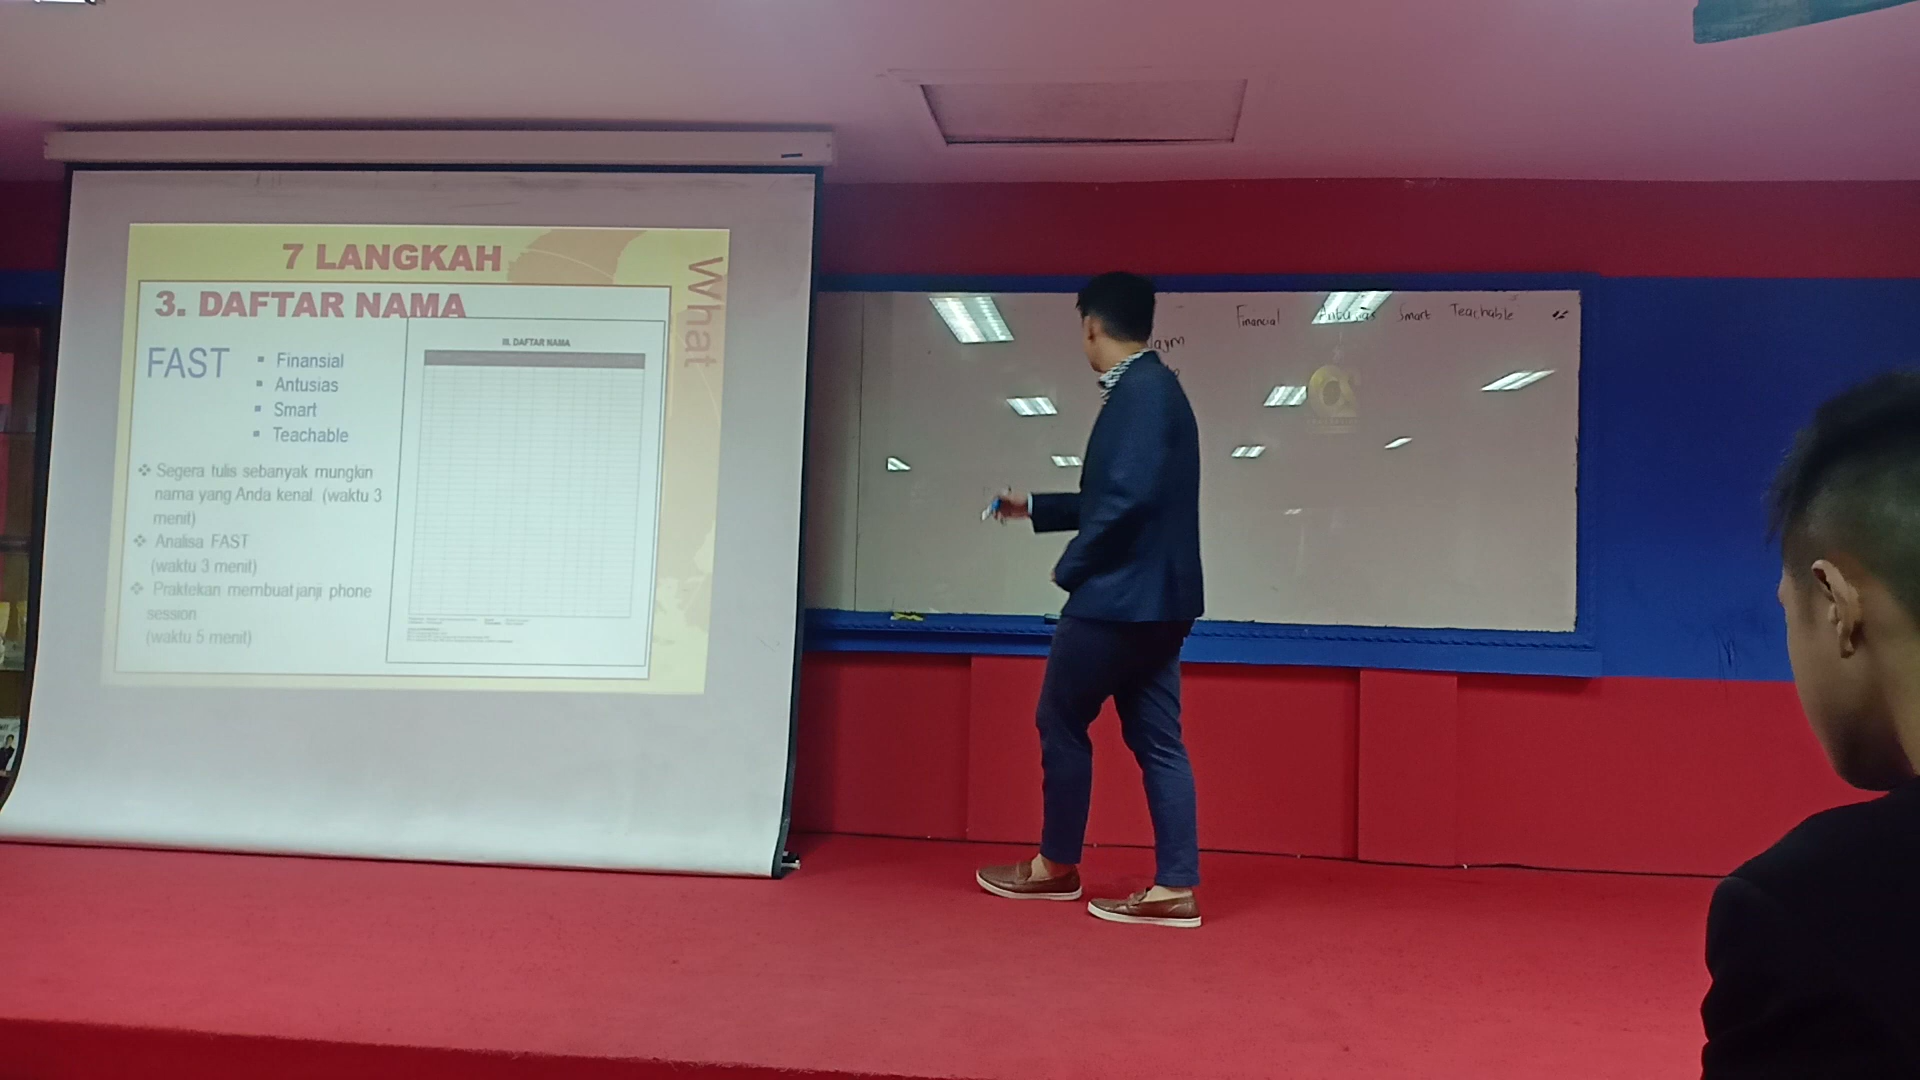 7 LANGKAH
What
3. DAFTAR NAMA
FAST
Finansial
Antusias
Smart
Teachable
Segera tulis sebanyak mungkin
nama yang Anda kenal. (waktu 3
menit)
Analisa FAST
(waktu 3 menit)
Praktekan membuat janji phone
session
(waktu 5 menit)
III. DAFTAR NAMA
Financial Antusias Smart Teachable